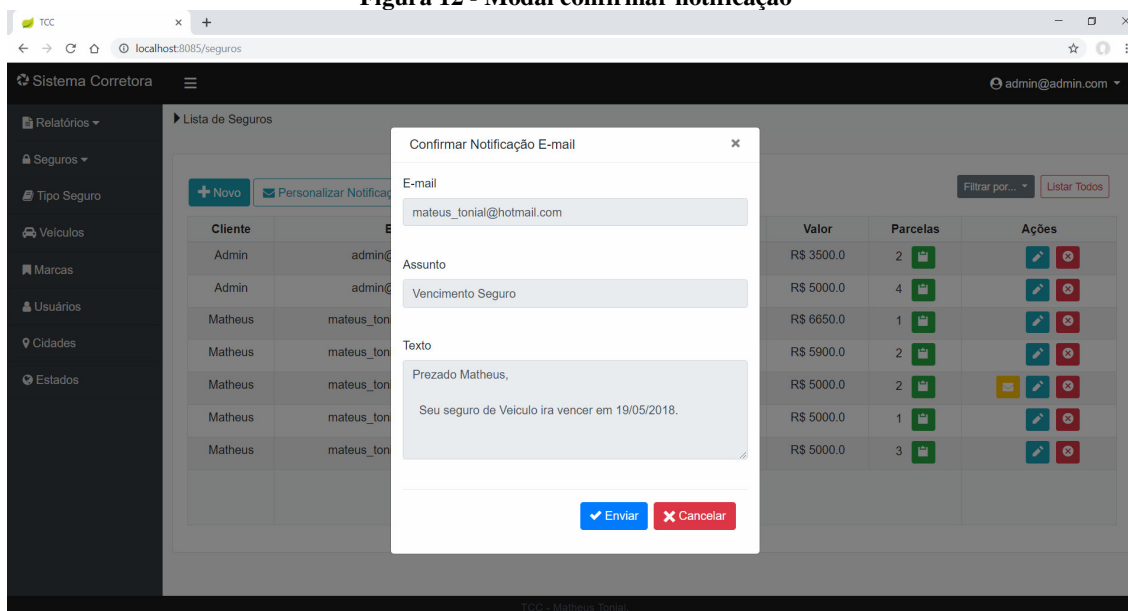 Figura 12 - Modal confirmar notificação
TCC
localhost:8085/seguros
Sistema Corretora
admin@admin.com
Relatórios
Seguros
Tipo Seguro
Veículos
Marcas
Usuários
Cidades
Estados
Lista de Seguros
Novo
Personalizar Notificaç
Filtrar por...
Listar Todos
Cliente E Valor Parcelas Ações
Admin admin@ R$ 3500.0 2
Admin admin@ R$ 5000.0 4
Matheus mateus_ton R$ 6650.0 1
Matheus mateus_ton R$ 5900.0 2
Matheus mateus_ton R$ 5000.0 2
Matheus mateus_ton R$ 5000.0 1
Matheus mateus_ton R$ 5000.0 3
Confirmar Notificação E-mail
E-mail
mateus_tonial@hotmail.com
Assunto
Vencimento Seguro
Texto
Prezado Matheus,
Seu seguro de Veiculo ira vencer em 19/05/2018.
Enviar
Cancelar
TCC - Matheus Tonial